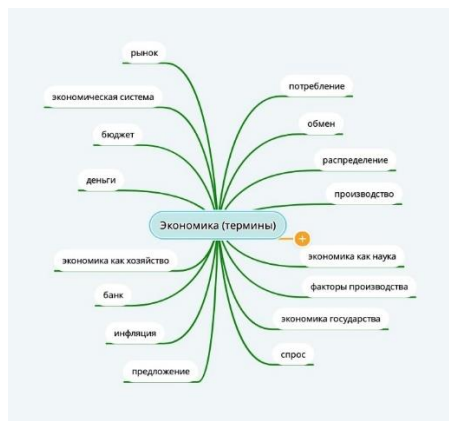 рынок
потребление
экономическая система
обмен
бюджет
распределение
деньги
производство
Экономика (термины)
+
экономика как хозяйство
экономика как наука
факторы производства
банк
экономика государства
инфляция
спрос
предложение